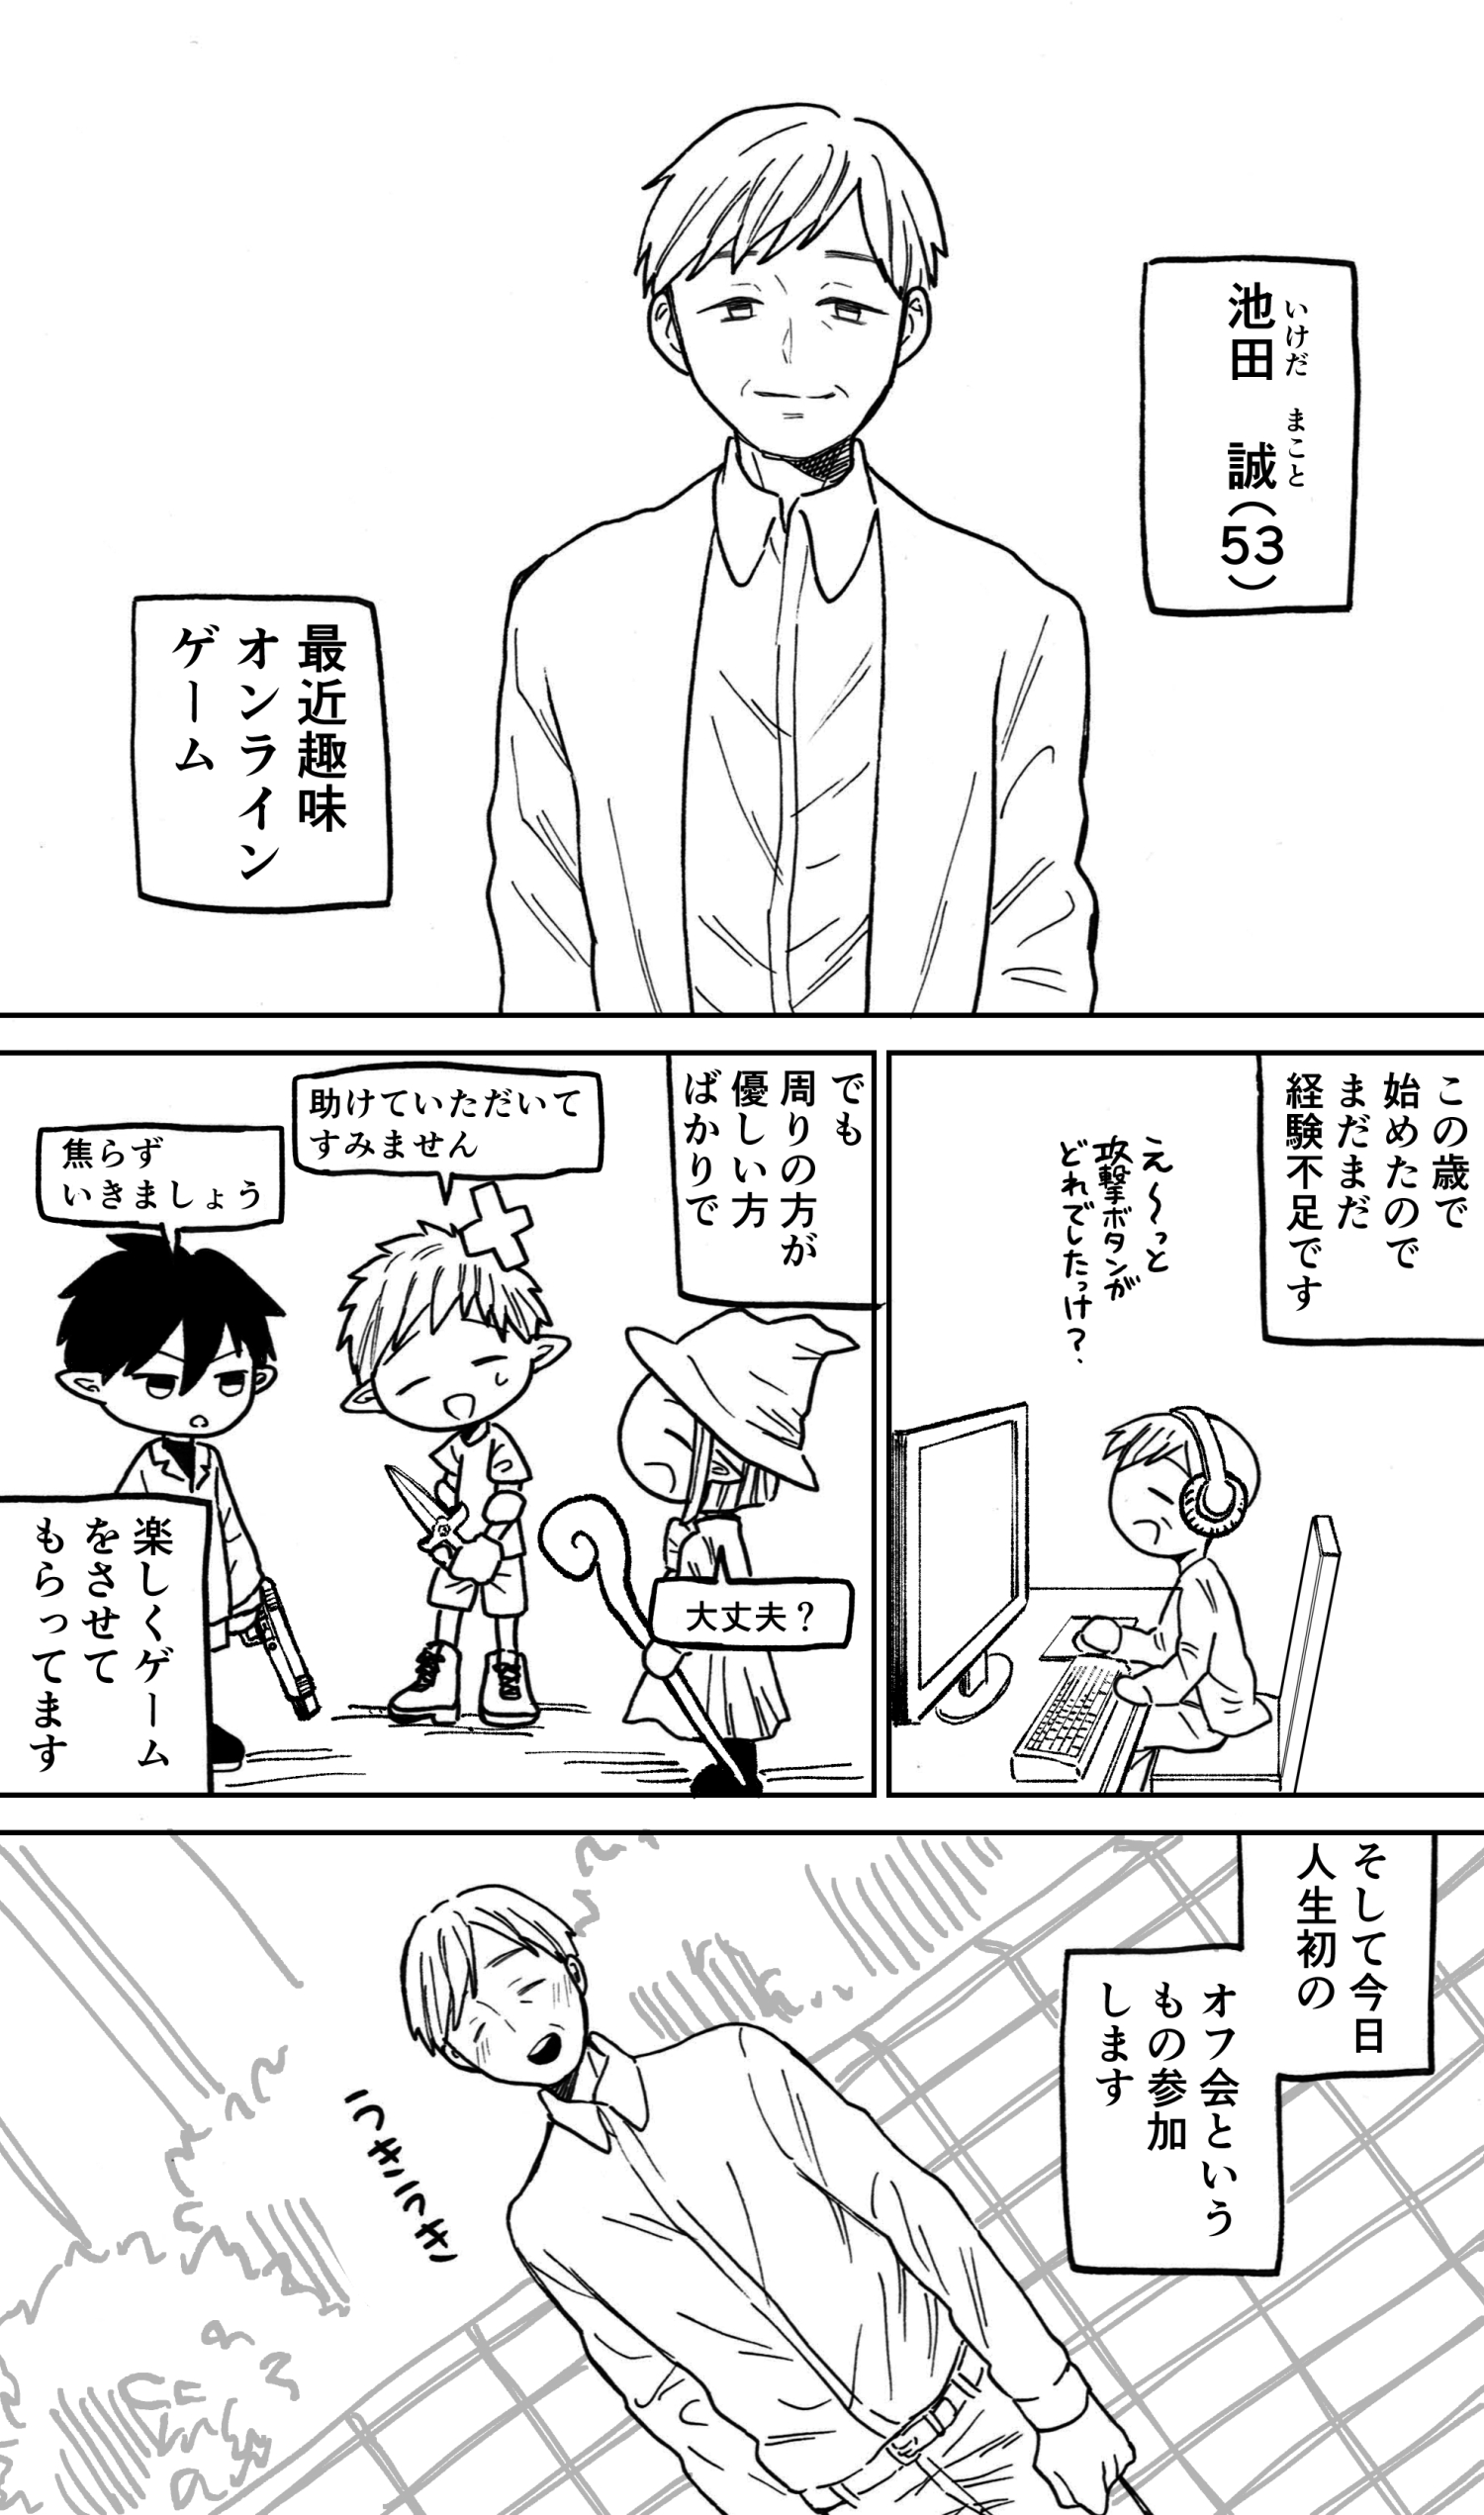 いけだ まこと
池田 誠(53)
最近趣味
オンライン
ゲーム
この歳で
始めたので
まだまだ
経験不足です
え〜っと
攻撃ボタンが
どれでしたっけ？
でも
周りの方が
優しい方
ばかりで
大丈夫？
助けていただいて
すみません
焦らず
いきましょう
楽しくゲーム
をさせて
もらってます
そして今日
人生初の
オフ会という
もの参加
します
うきうき